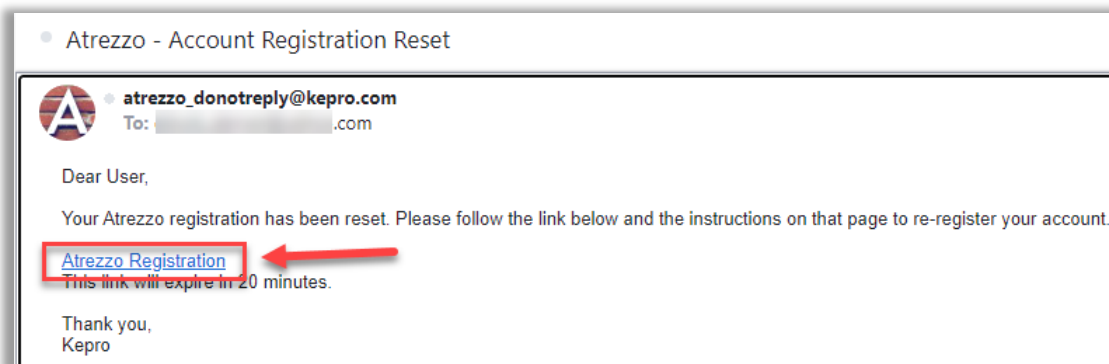 Atrezzo - Account Registration Reset
A
atrezzo_donotreply@kepro.com
To: .com
Dear User,
Your Atrezzo registration has been reset. Please follow the link below and the instructions on that page to re-register your account.
Atrezzo Registration
This link will expire in 20 minutes.
Thank you,
Kepro